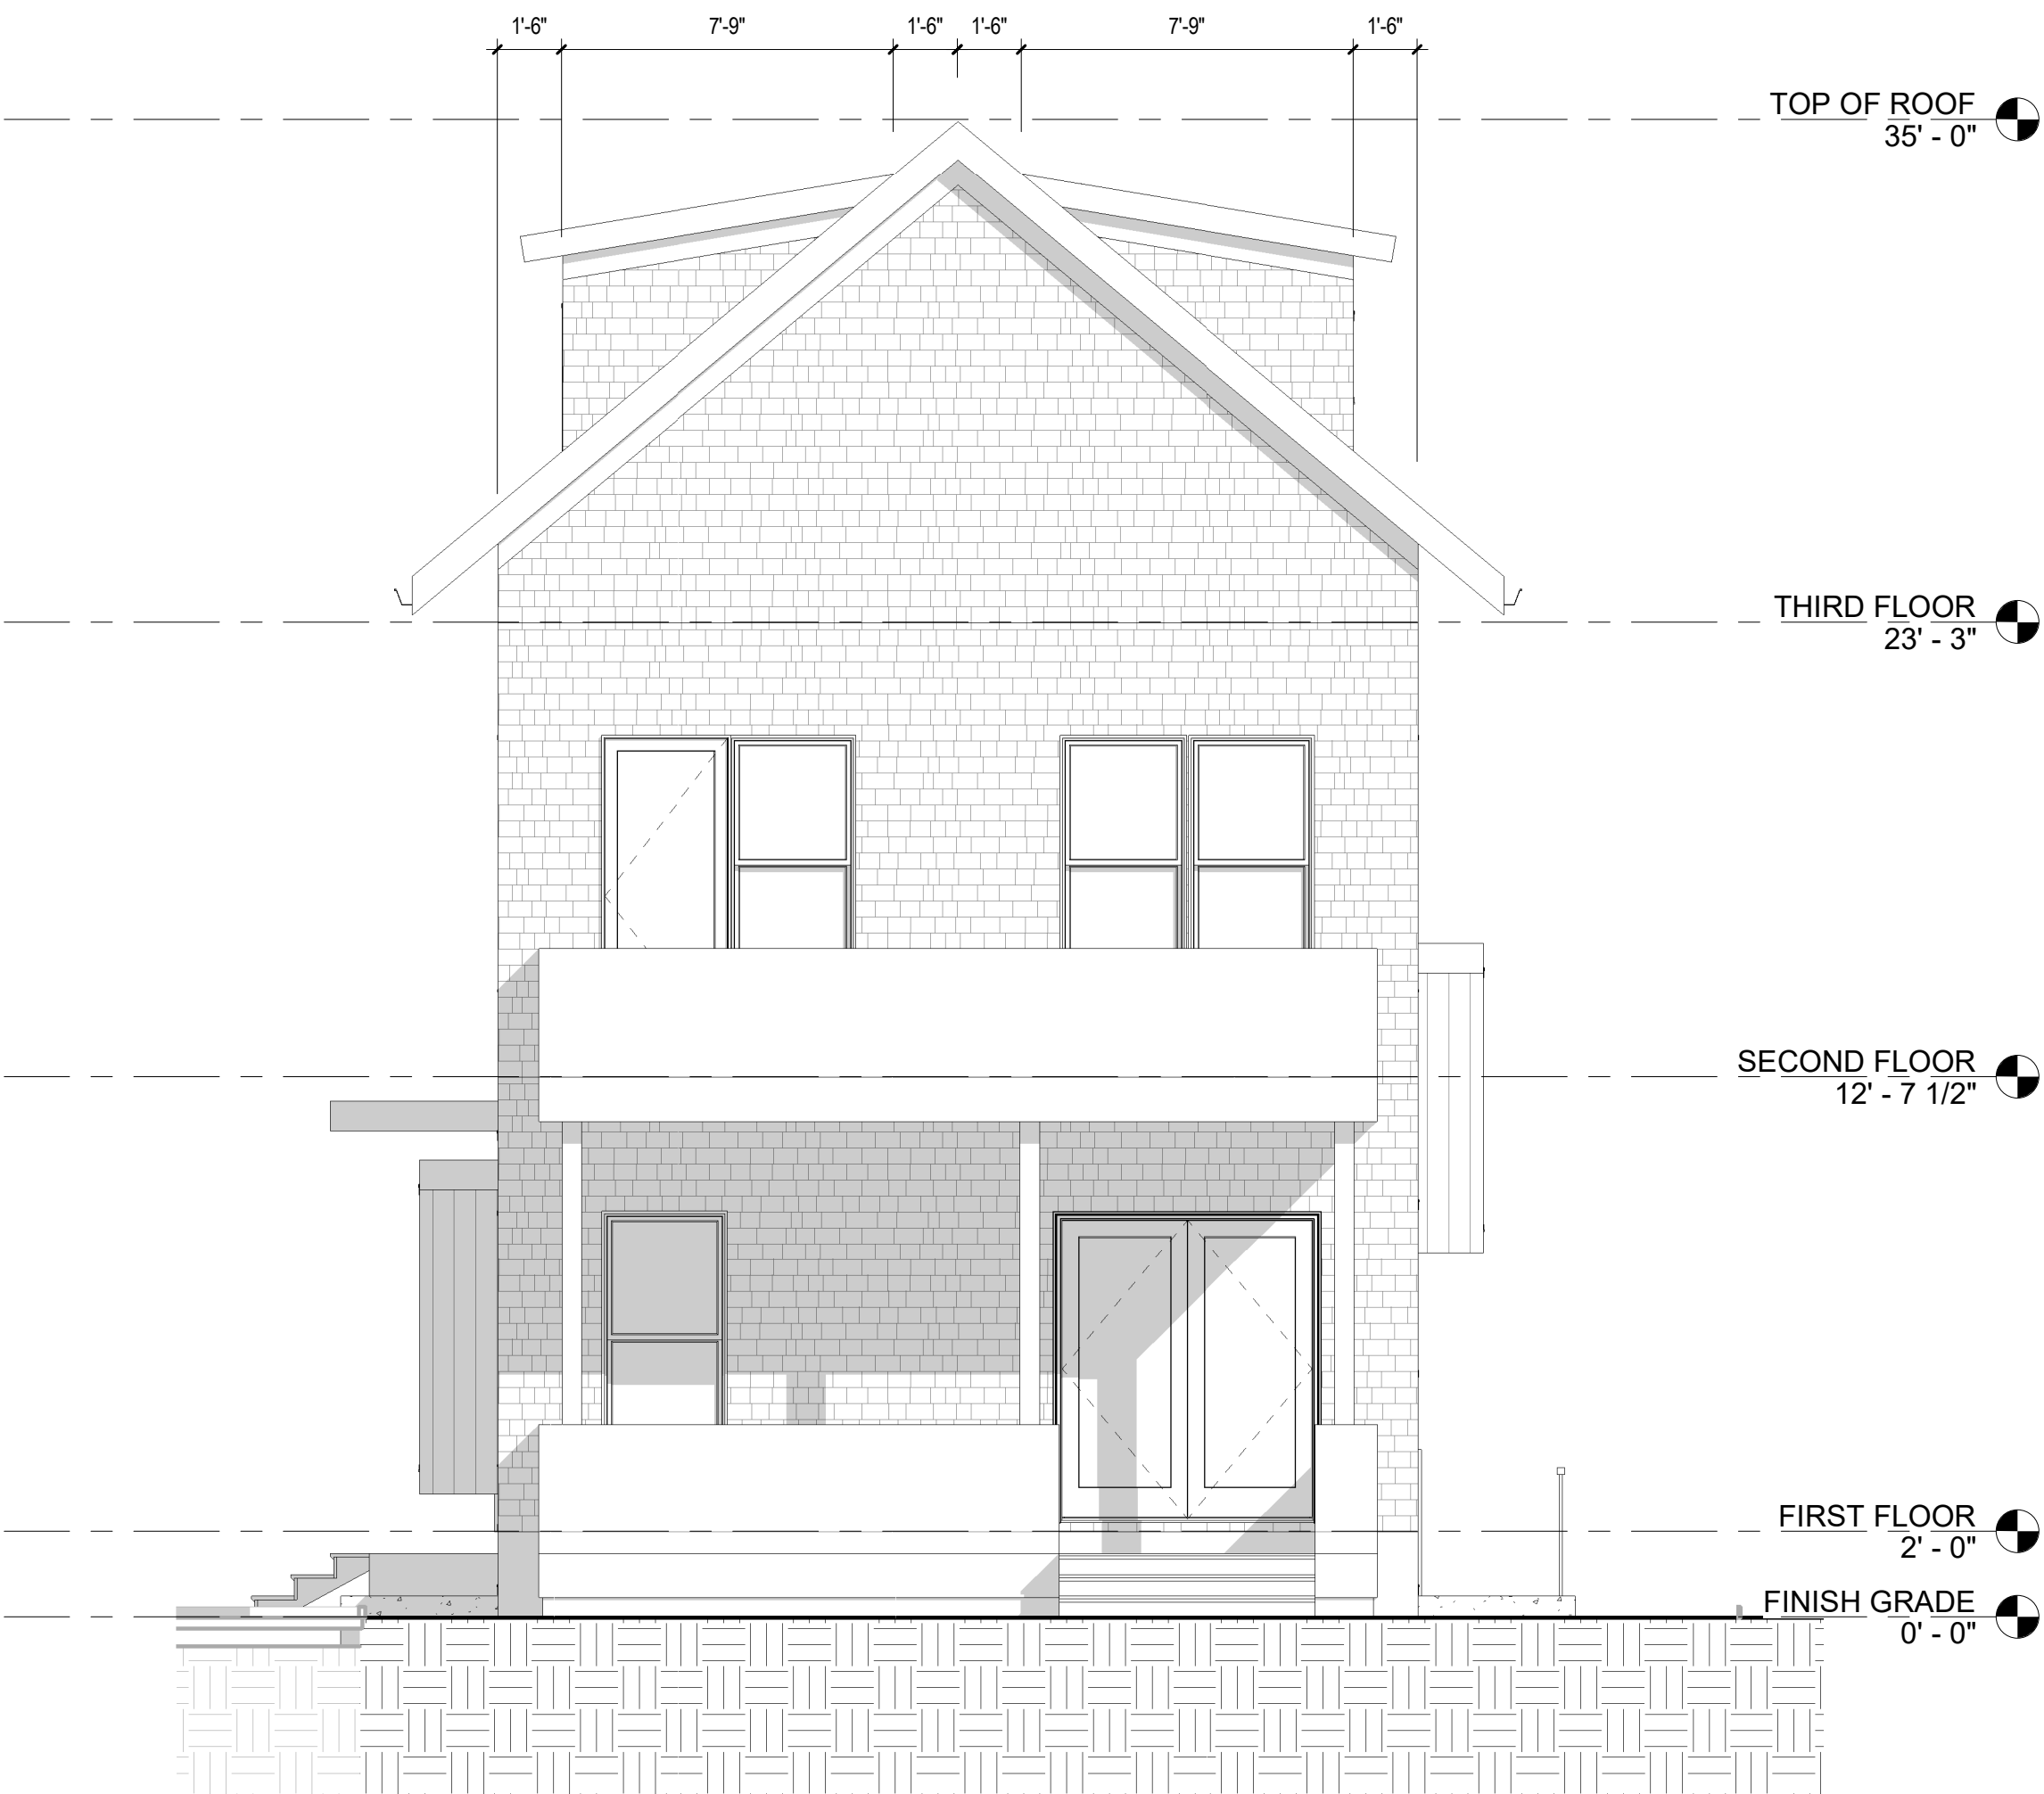 1'-6" 7'-9" 1'-6" 1'-6" 7'-9" 1'-6"
TOP OF ROOF
35' - 0"
THIRD FLOOR
23' - 3"
SECOND FLOOR
12' - 7 1/2"
FIRST FLOOR
2' - 0"
FINISH GRADE
0' - 0"